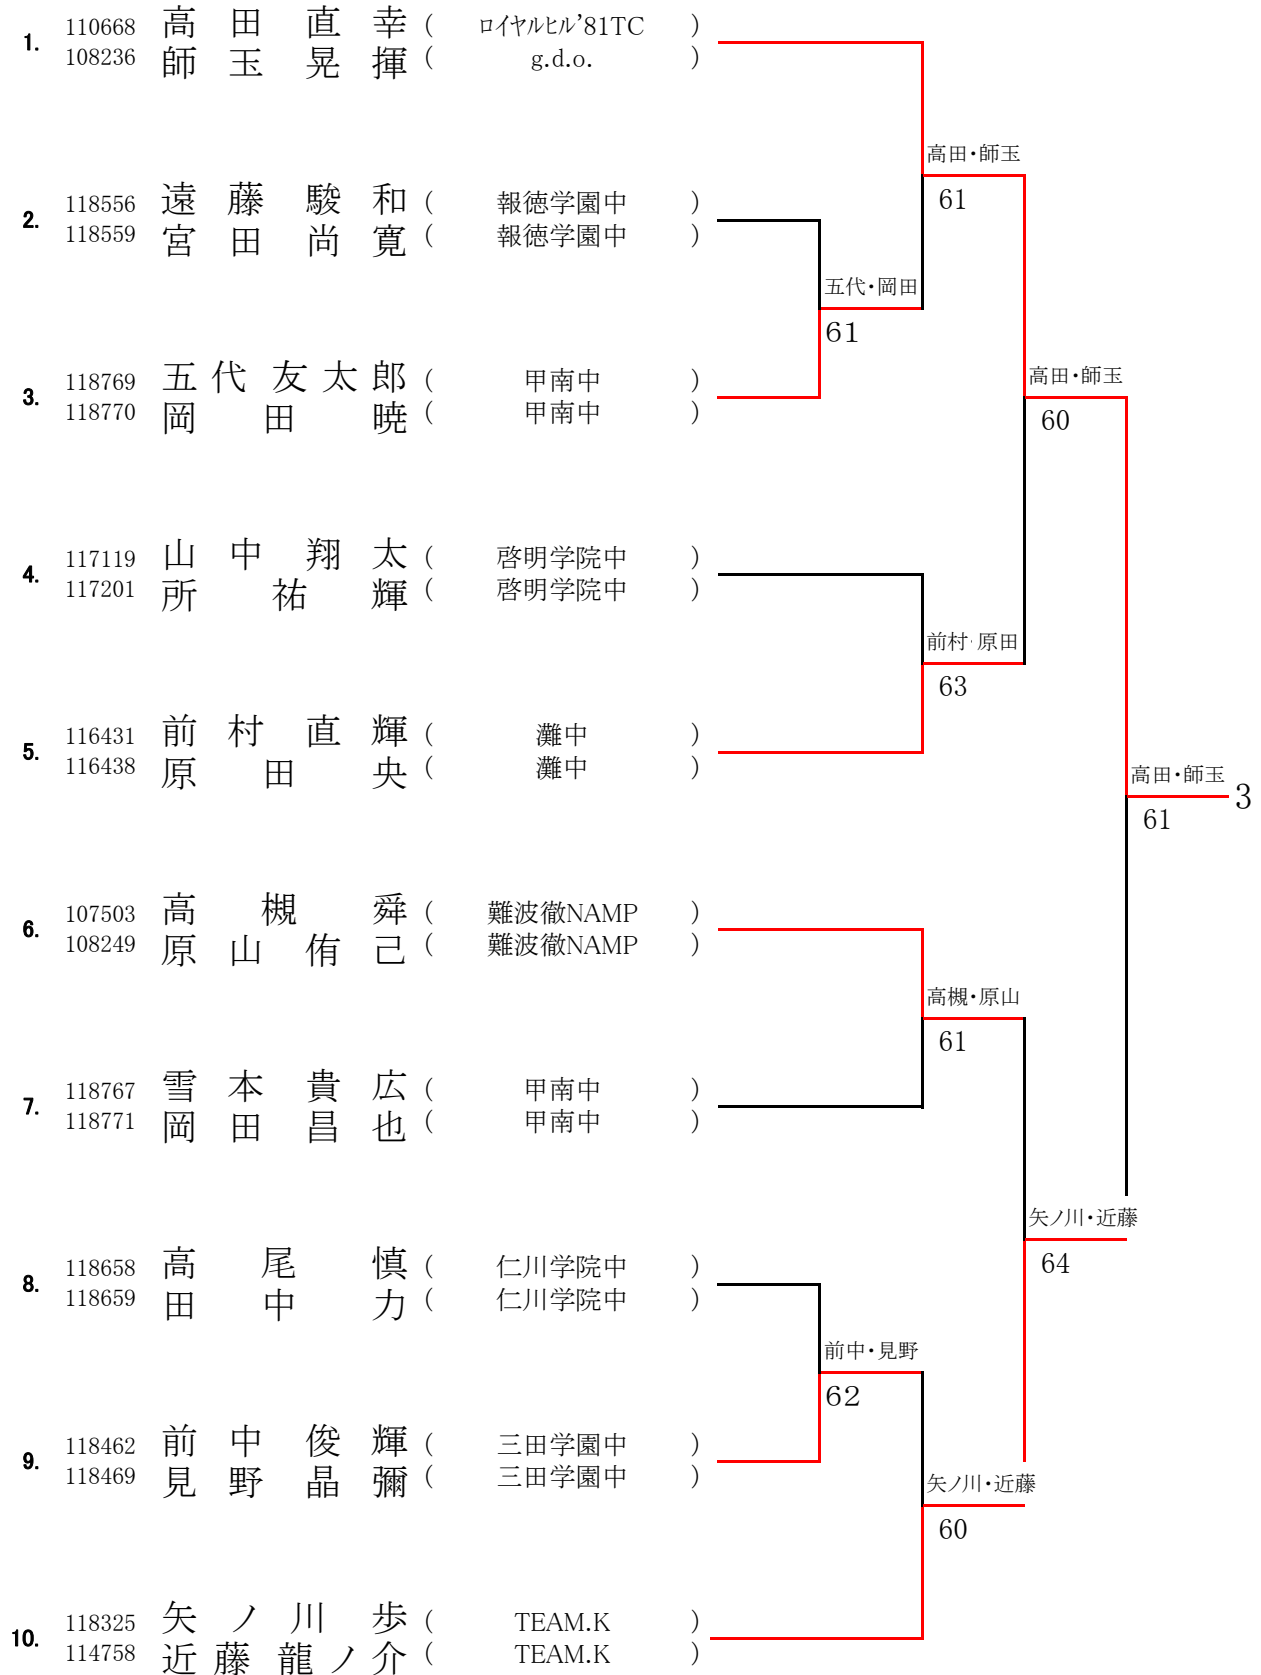 1. 110668 高田直幸 ( ロイヤルヒル'81TC )
108236 師玉晃揮 ( g.d.o. )
高田・師玉
61
2. 118556 遠藤駿和 ( 報徳学園中 )
118559 宮田尚寛 ( 報徳学園中 )
五代・岡田
61
3. 118769 五代友太郎 ( 甲南中 )
118770 岡田暁 ( 甲南中 )
高田・師玉
60
4. 117119 山中翔太 ( 啓明学院中 )
117201 所祐輝 ( 啓明学院中 )
前村・原田
63
5. 116431 前村直輝 ( 灘中 )
116438 原田央 ( 灘中 )
高田・師玉
61
3
6. 107503 高槻舜 ( 難波徹NAMP )
108249 原山侑己 ( 難波徹NAMP )
高槻・原山
61
7. 118767 雪本貴広 ( 甲南中 )
118771 岡田昌也 ( 甲南中 )
矢ノ川・近藤
64
8. 118658 高尾慎 ( 仁川学院中 )
118659 田中力 ( 仁川学院中 )
前中・見野
62
9. 118462 前中俊輝 ( 三田学園中 )
118469 見野晶彌 ( 三田学園中 )
矢ノ川・近藤
60
10. 118325 矢ノ川歩 ( TEAM.K )
114758 近藤龍ノ介 ( TEAM.K )